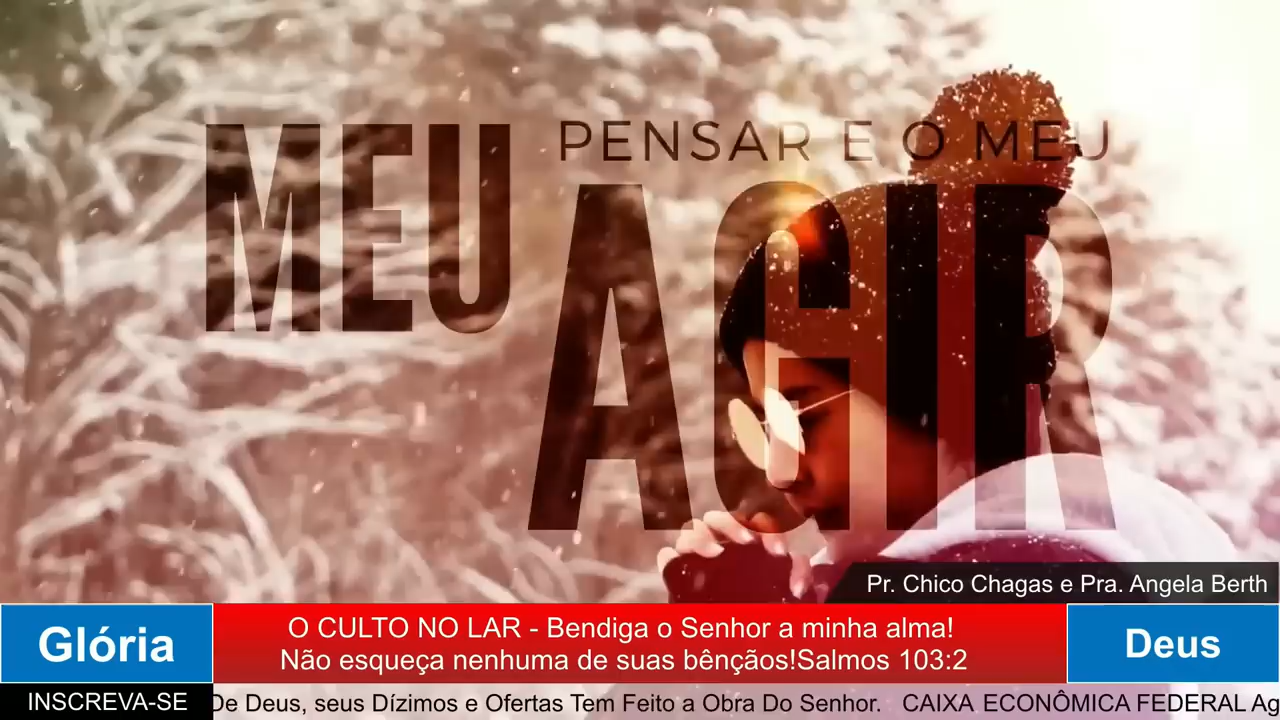 MEU PENSAR E O MEU
AGIR
Pr. Chico Chagas e Pra. Angela Berth
Glória
O CULTO NO LAR - Bendiga o Senhor a minha alma!
Não esqueça nenhuma de suas bênçãos!Salmos 103:2
Deus
INSCREVA-SE
De Deus, seus Dízimos e Ofertas Tem Feito a Obra Do Senhor. CAIXA ECONÔMICA FEDERAL Ag